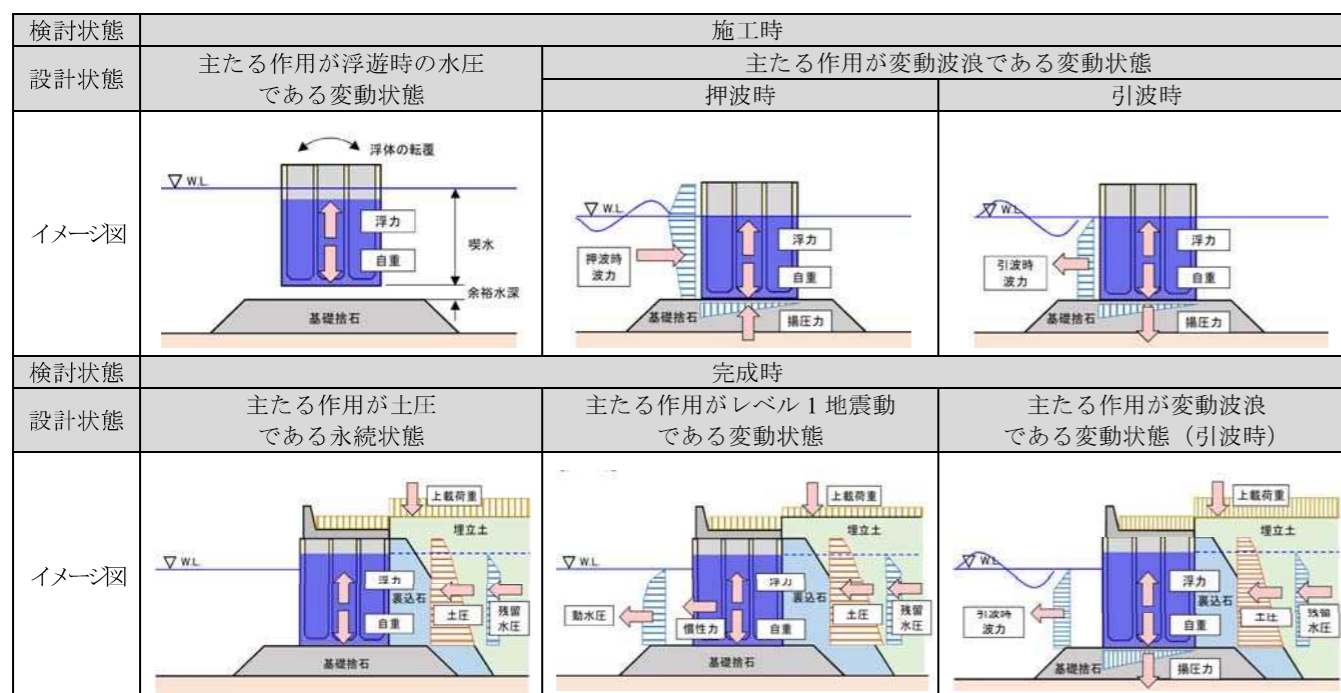 検討状態
施工時
設計状態
主たる作用が浮遊時の水圧
である変動状態
主たる作用が変動波浪である変動状態
押波時
引波時
イメージ図
浮体の転覆
W.L.
浮力
自重
喫水
余裕水深
基礎捨石
W.L.
押波時
波力
浮力
自重
基礎捨石
揚圧力
W.L.
引波時
波力
浮力
自重
基礎捨石
揚圧力
検討状態
完成時
設計状態
主たる作用が土圧
である永続状態
主たる作用がレベル1地震動
である変動状態
主たる作用が変動波浪
である変動状態（引波時）
イメージ図
上載荷重
埋立土
W.L.
浮力
裏込石
自重
土圧
残留
水圧
基礎捨石
上載荷重
埋立土
W.L.
動水圧
慣性力
浮力
裏込石
自重
土圧
残留
水圧
基礎捨石
上載荷重
埋立土
W.L.
引波時
波力
浮力
裏込石
自重
土圧
残留
水圧
基礎捨石
揚圧力